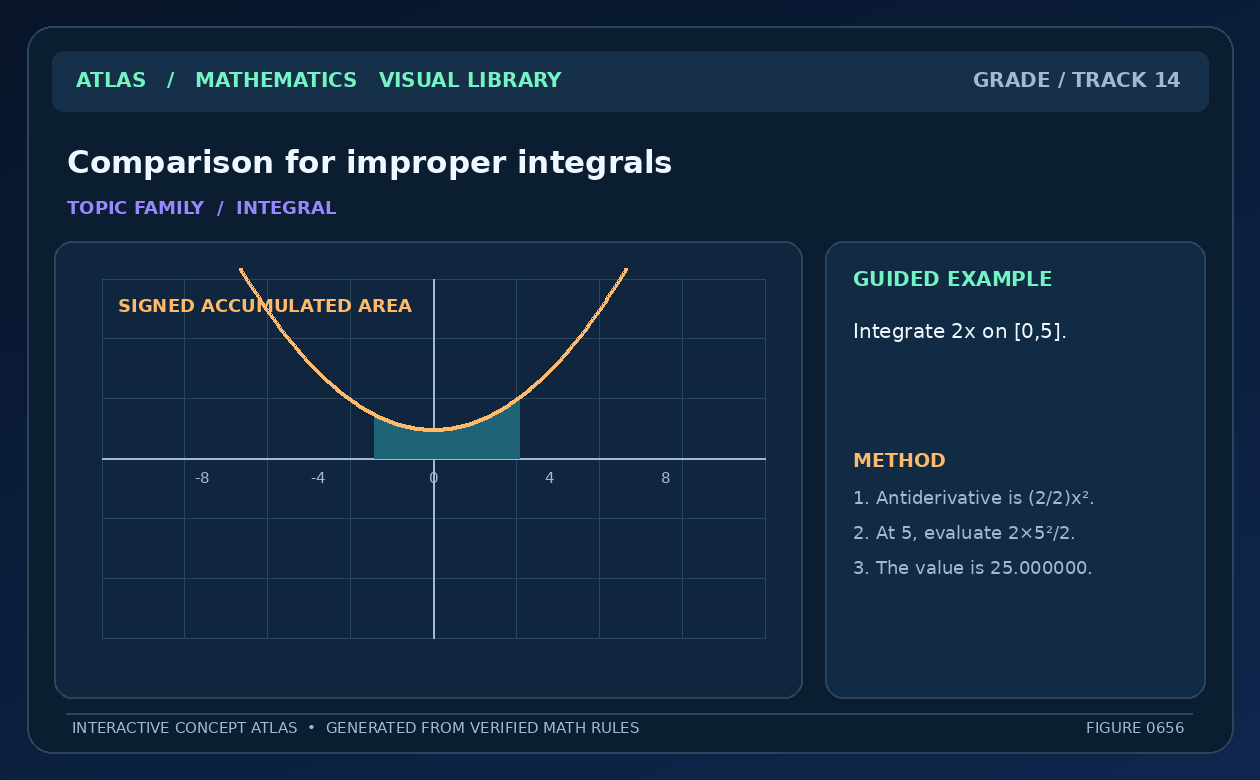 ATLAS / MATHEMATICS VISUAL LIBRARY
GRADE / TRACK 14
Comparison for improper integrals
TOPIC FAMILY / INTEGRAL
SIGNED ACCUMULATED AREA
-8 -4 0 4 8
GUIDED EXAMPLE
Integrate 2x on [0,5].
METHOD
1. Antiderivative is (2/2)x².
2. At 5, evaluate 2×5²/2.
3. The value is 25.000000.
INTERACTIVE CONCEPT ATLAS • GENERATED FROM VERIFIED MATH RULES
FIGURE 0656